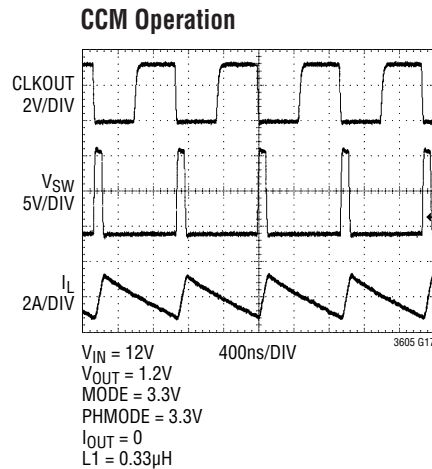 CCM Operation
CLKOUT
2V/DIV
VSW
5V/DIV
IL
2A/DIV
3605 G17
VIN = 12V
400ns/DIV
VOUT = 1.2V
MODE = 3.3V
PHMODE = 3.3V
IOUT = 0
L1 = 0.33µH